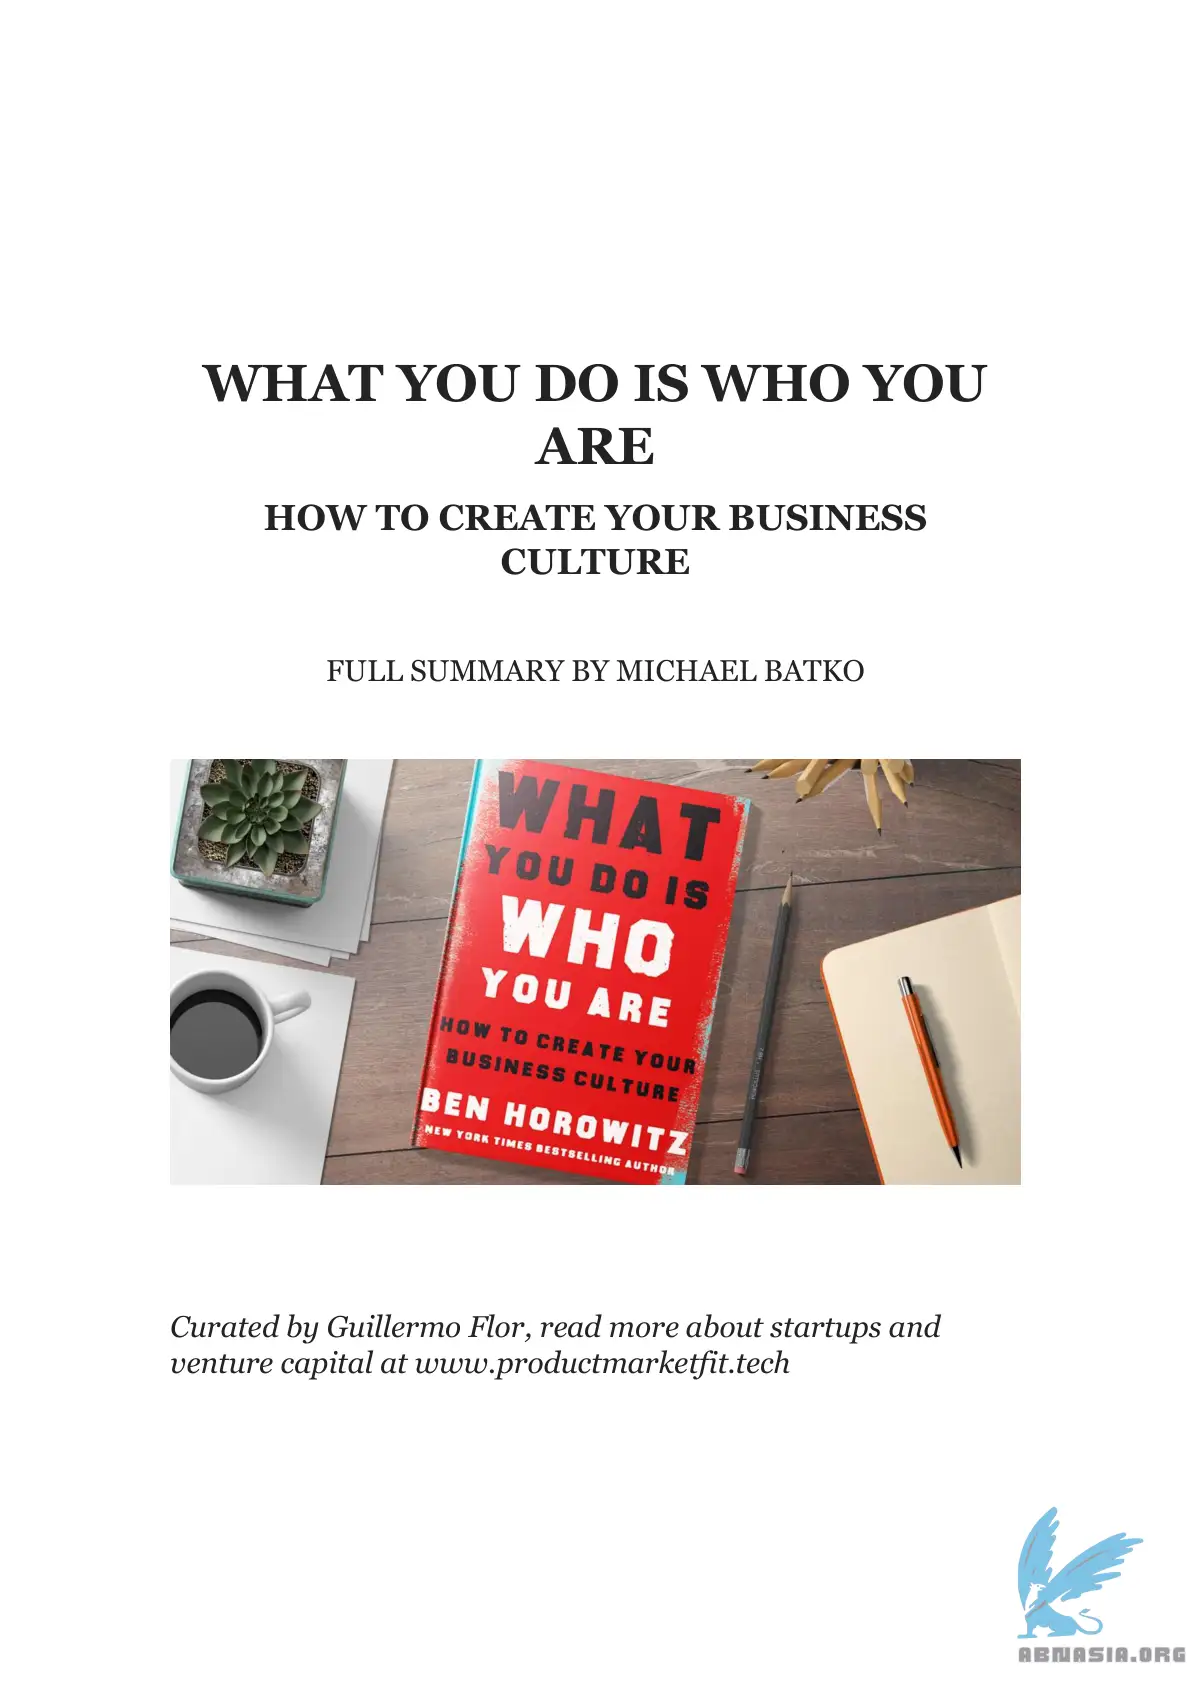 WHAT YOU DO IS WHO YOU
ARE
HOW TO CREATE YOUR BUSINESS
CULTURE
FULL SUMMARY BY MICHAEL BATKO
WHAT
YOU DO IS
WHO
YOU ARE
HOW TO CREATE YOUR
BUSINESS CULTURE
BEN HOROWITZ
NEW YORK TIMES BESTSELLING AUTHOR
Curated by Guillermo Flor, read more about startups and
venture capital at www.productmarketfit.tech
ABNASIA.ORG